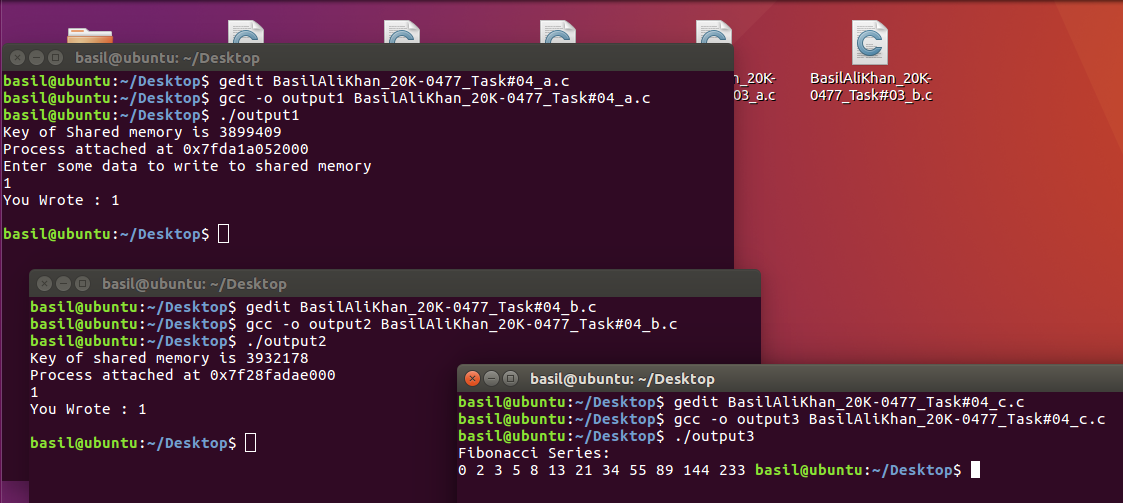 basil@ubuntu: ~/Desktop
basil@ubuntu:~/Desktop$ gedit BasilAliKhan_20K-0477_Task#04_a.c
basil@ubuntu:~/Desktop$ gcc -o output1 BasilAliKhan_20K-0477_Task#04_a.c
basil@ubuntu:~/Desktop$ ./output1
Key of Shared memory is 3899409
Process attached at 0x7fda1a052000
Enter some data to write to shared memory
1
You Wrote : 1
basil@ubuntu:~/Desktop$
n_20K-
03_a.c
BasilAliKhan_20K-
0477_Task#03_b.c
basil@ubuntu: ~/Desktop
basil@ubuntu:~/Desktop$ gedit BasilAliKhan_20K-0477_Task#04_b.c
basil@ubuntu:~/Desktop$ gcc -o output2 BasilAliKhan_20K-0477_Task#04_b.c
basil@ubuntu:~/Desktop$ ./output2
Key of shared memory is 3932178
Process attached at 0x7f28fadae000
1
You Wrote : 1
basil@ubuntu:~/Desktop$
basil@ubuntu: ~/Desktop
basil@ubuntu:~/Desktop$ gedit BasilAliKhan_20K-0477_Task#04_c.c
basil@ubuntu:~/Desktop$ gcc -o output3 BasilAliKhan_20K-0477_Task#04_c.c
basil@ubuntu:~/Desktop$ ./output3
Fibonacci Series:
0 2 3 5 8 13 21 34 55 89 144 233 basil@ubuntu:~/Desktop$